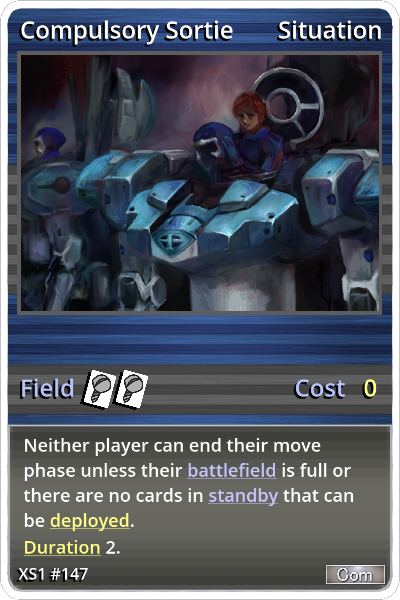 Compulsory Sortie Situation
Field Cost 0
Neither player can end their move
phase unless their battlefield is full or
there are no cards in standby that can
be deployed.
Duration 2.
XS1 #147 Com